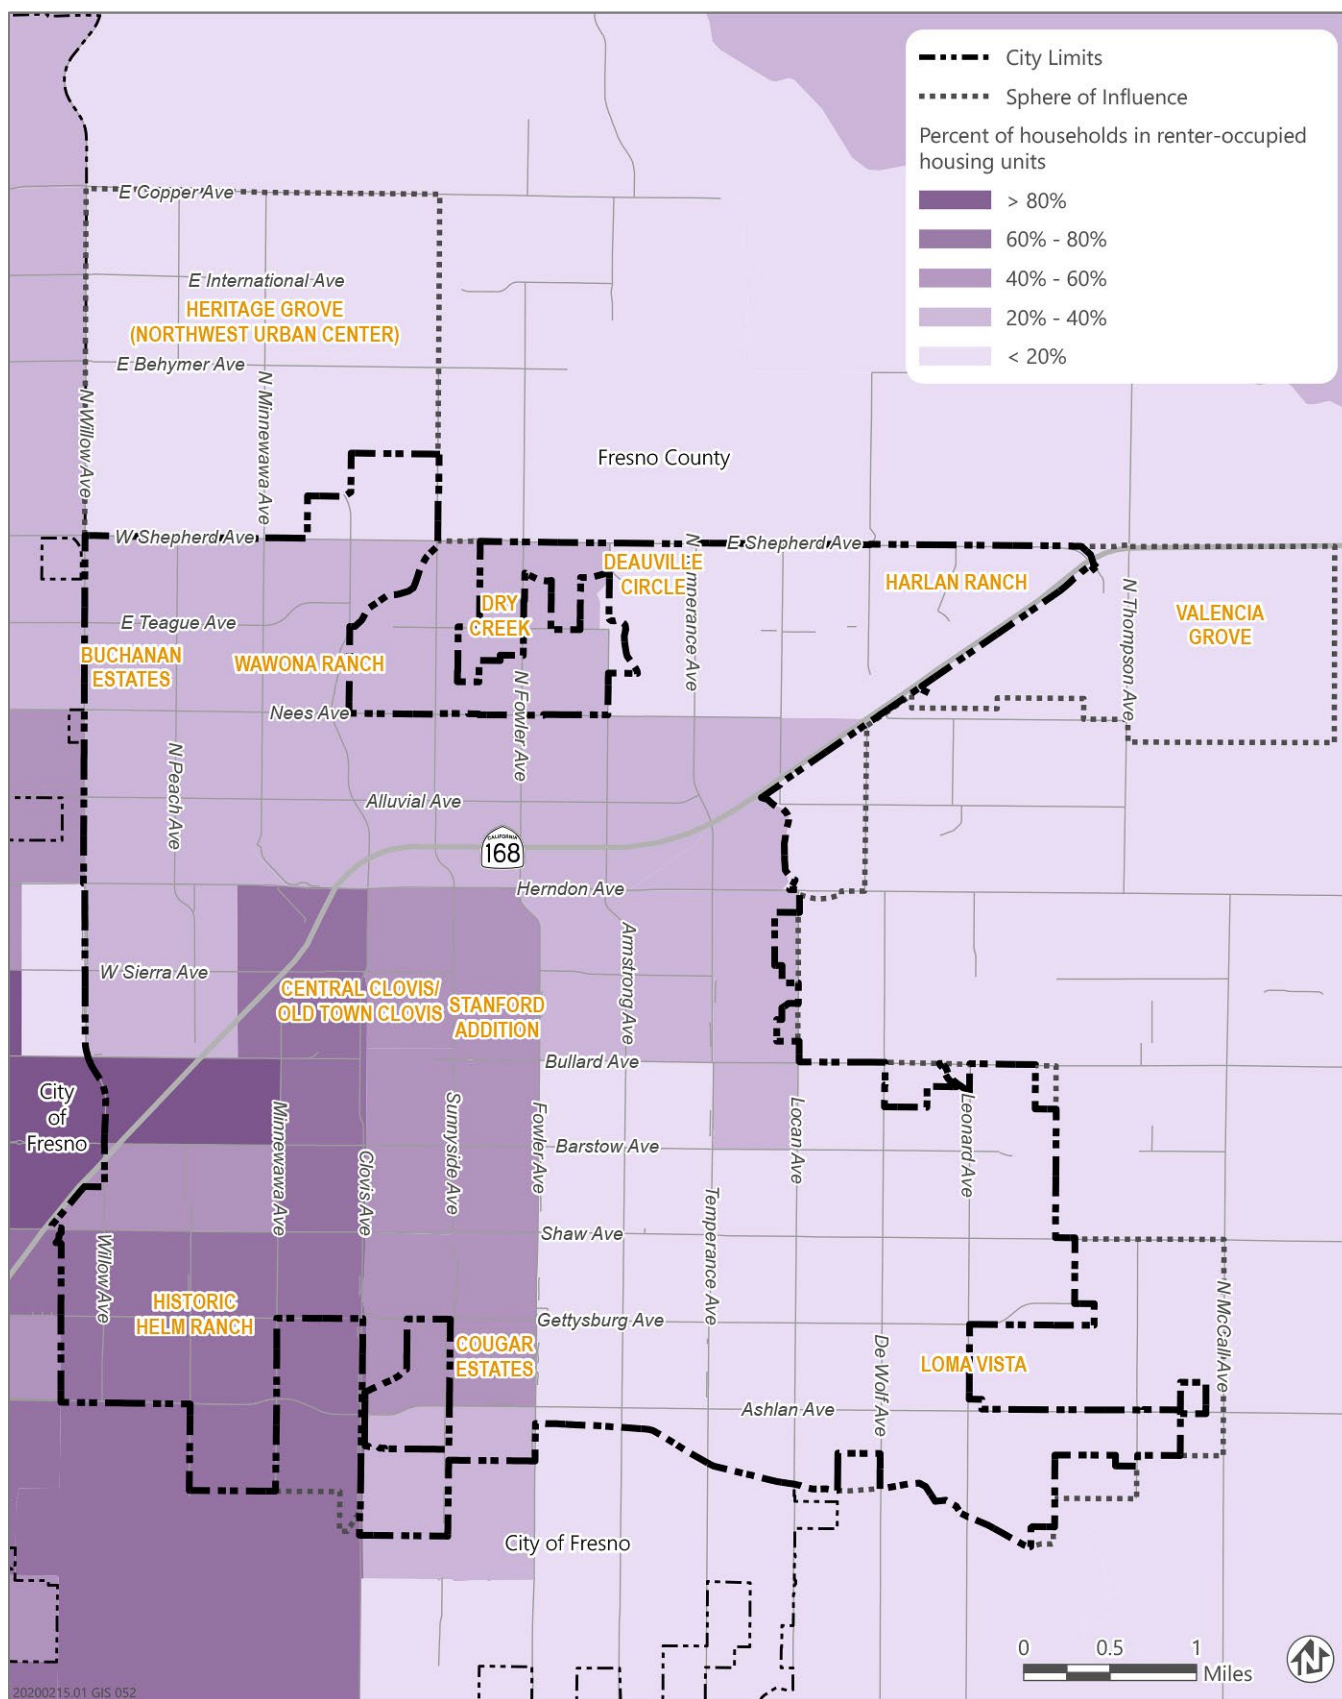 City Limits
Sphere of Influence
Percent of households in renter-occupied
housing units
> 80%
60% - 80%
40% - 60%
20% - 40%
< 20%
E Copper Ave
E International Ave
HERITAGE GROVE
(NORTHWEST URBAN CENTER)
E Behymer Ave
N Willow Ave
N Minnewawa Ave
Fresno County
W Shepherd Ave
E Shepherd Ave
N Temperance Ave
DEAUVILLE
CIRCLE
HARLAN RANCH
N Thompson Ave
VALENCIA
GROVE
DRY
CREEK
E Teague Ave
BUCHANAN
ESTATES
WAWONA RANCH
Nees Ave
N Fowler Ave
N Peach Ave
Alluvial Ave
CALIFORNIA
168
Herndon Ave
Armstrong Ave
W Sierra Ave
CENTRAL CLOVIS/
OLD TOWN CLOVIS
STANFORD
ADDITION
Bullard Ave
City
of
Fresno
Minnewawa Ave
Clovis Ave
Sunnyside Ave
Fowler Ave
Barstow Ave
Locan Ave
Leonard Ave
Temperance Ave
Shaw Ave
Willow Ave
HISTORIC
HELM RANCH
Gettysburg Ave
COUGAR
ESTATES
De Wolf Ave
LOMA VISTA
N McCall Ave
Ashlan Ave
City of Fresno
0 0.5 1
Miles
N
20200215.01 GIS 052